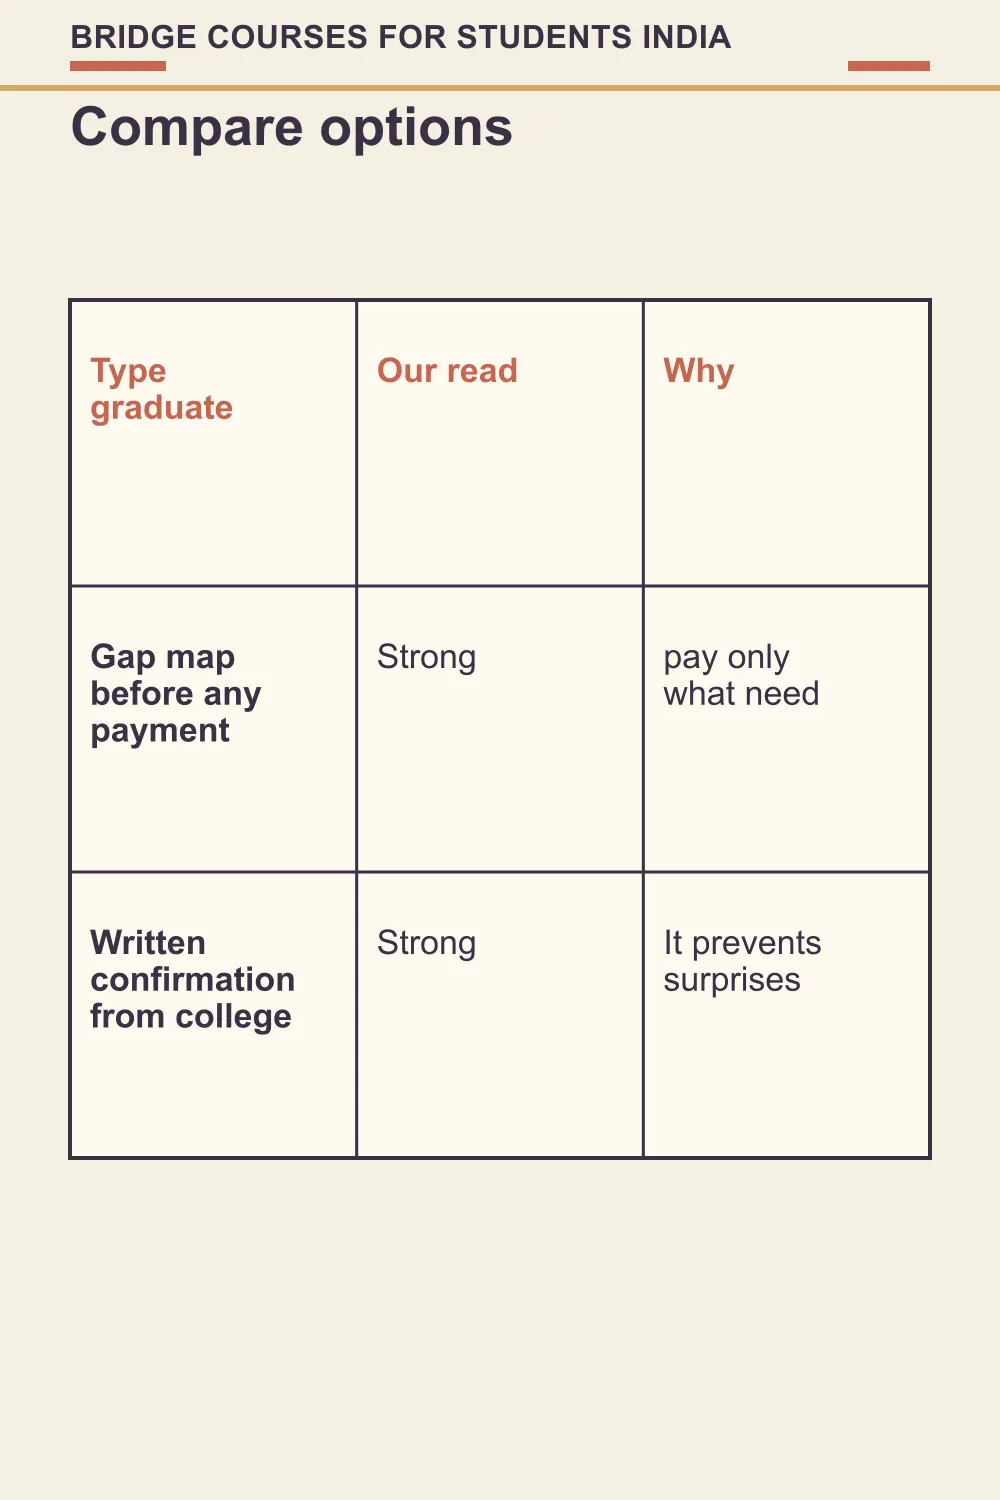 BRIDGE COURSES FOR STUDENTS INDIA
Compare options
Type
graduate
Our read
Why
Gap map
before any
payment
Strong
pay only
what need
Written
confirmation
from college
Strong
It prevents
surprises